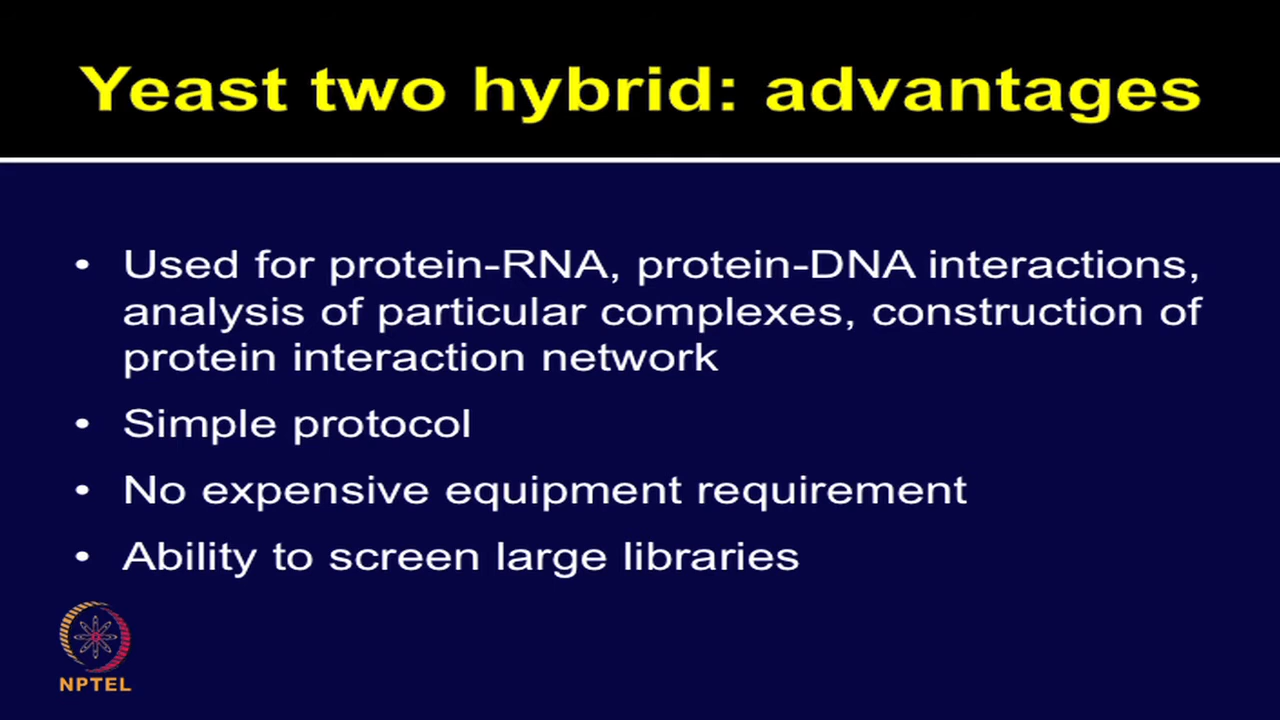 Yeast two hybrid: advantages
• Used for protein-RNA, protein-DNA interactions,
analysis of particular complexes, construction of
protein interaction network
• Simple protocol
• No expensive equipment requirement
• Ability to screen large libraries
NPTEL